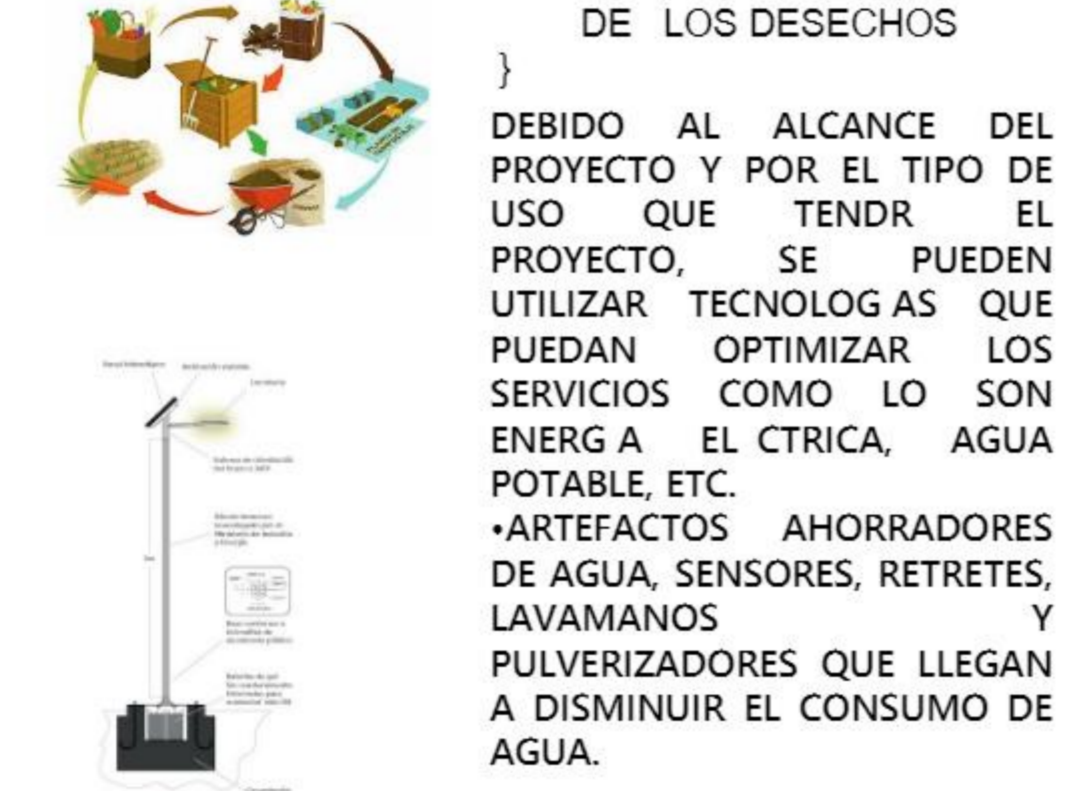 DE LOS DESECHOS
}
DEBIDO AL ALCANCE DEL
PROYECTO Y POR EL TIPO DE
USO QUE TENDR EL
PROYECTO, SE PUEDEN
UTILIZAR TECNOLOG AS QUE
PUEDAN OPTIMIZAR LOS
SERVICIOS COMO LO SON
ENERG A EL CTRICA, AGUA
POTABLE, ETC.
•ARTEFACTOS AHORRADORES
DE AGUA, SENSORES, RETRETES,
LAVAMANOS Y
PULVERIZADORES QUE LLEGAN
A DISMINUIR EL CONSUMO DE
AGUA.